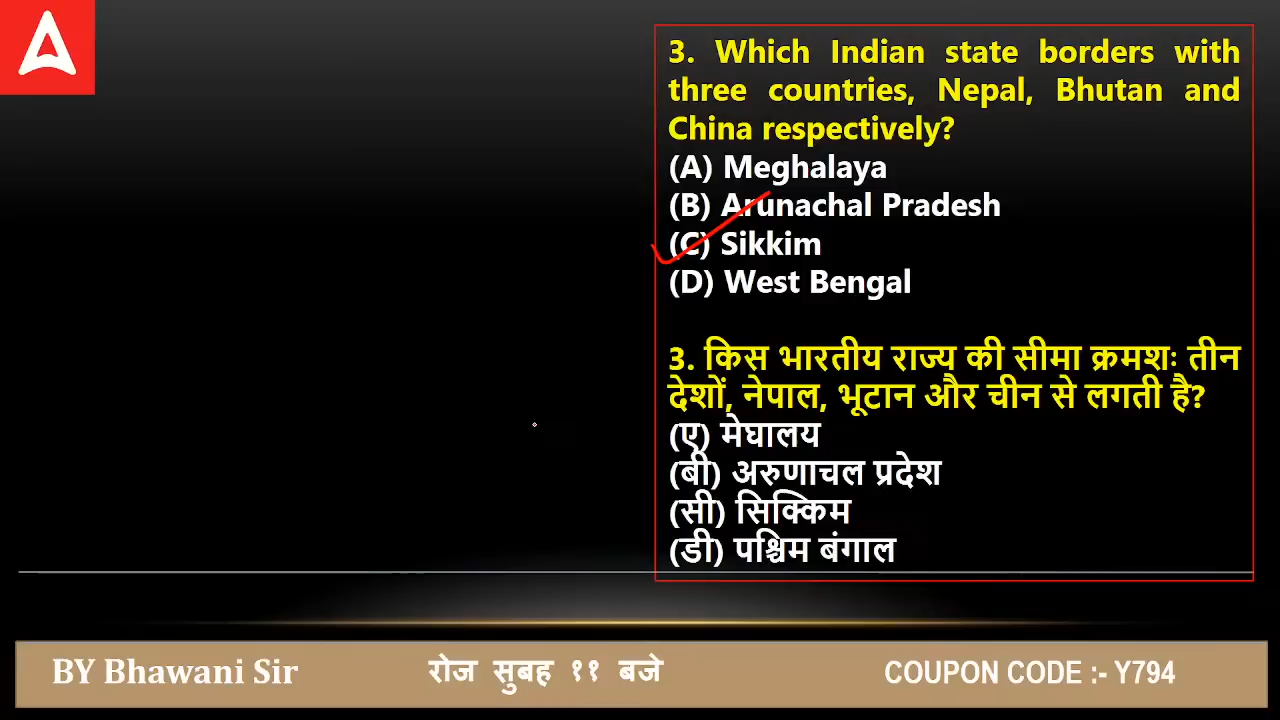 3. Which Indian state borders with
three countries, Nepal, Bhutan and
China respectively?
(A) Meghalaya
(B) Arunachal Pradesh
(C) Sikkim
(D) West Bengal
3. किस भारतीय राज्य की सीमा क्रमशः तीन
देशों, नेपाल, भूटान और चीन से लगती है?
(ए) मेघालय
(बी) अरुणाचल प्रदेश
(सी) सिक्किम
(डी) पश्चिम बंगाल
BY Bhawani Sir रोज सुबह ११ बजे COUPON CODE :- Y794